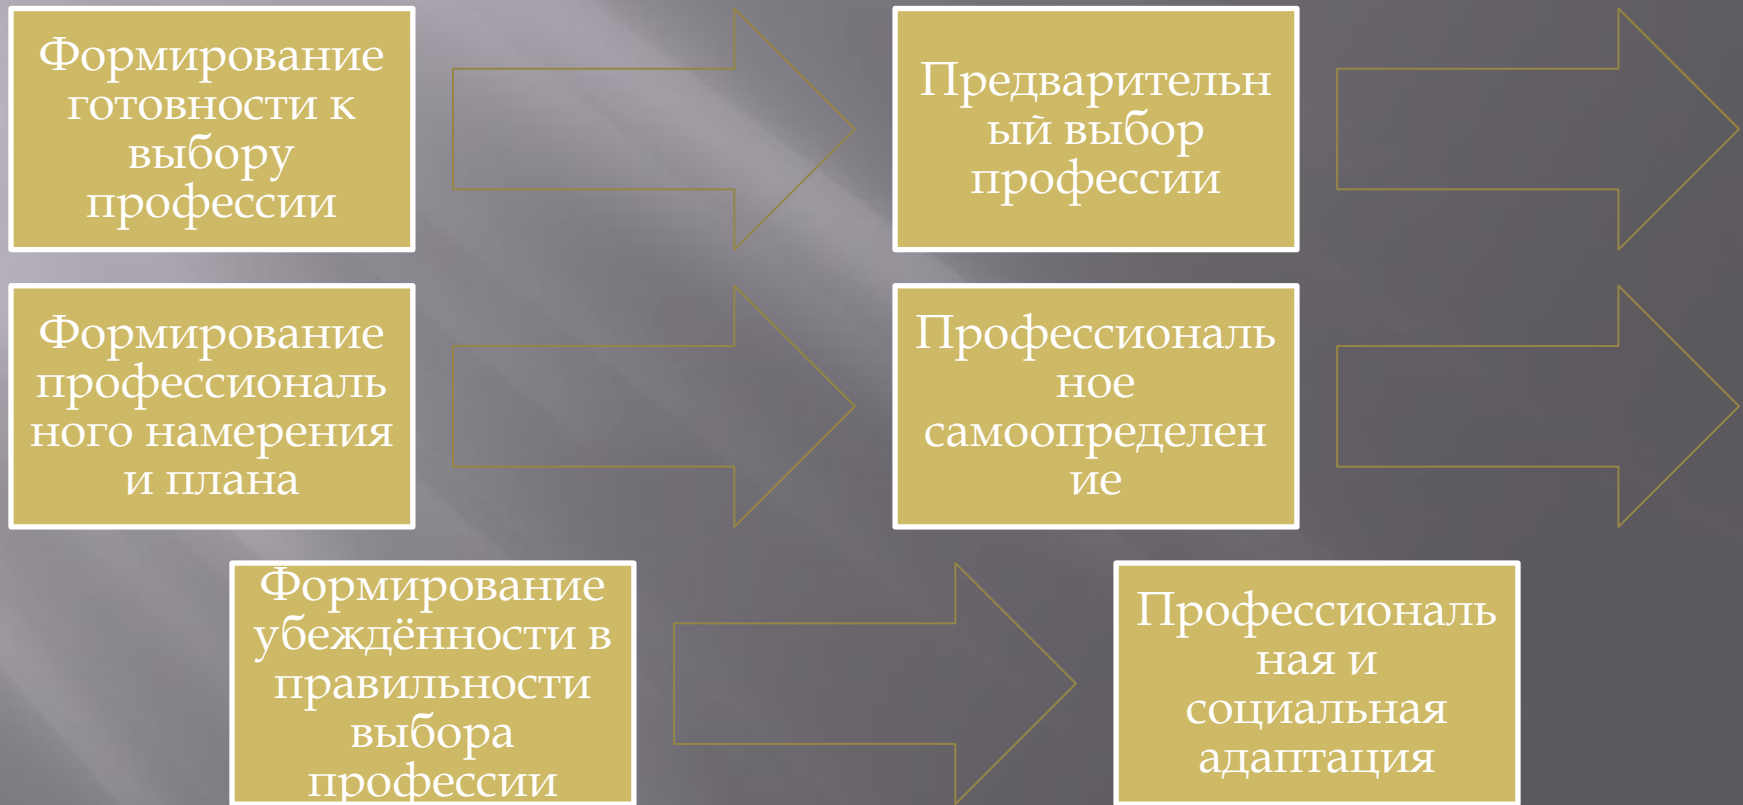 Формирование
готовности к
выбору
профессии
Предварительн
ый выбор
профессии
Формирование
профессиональ
ного намерения
и плана
Профессиональ
ное
самоопределен
ие
Формирование
убеждённости в
правильности
выбора
профессии
Профессиональ
ная и
социальная
адаптация